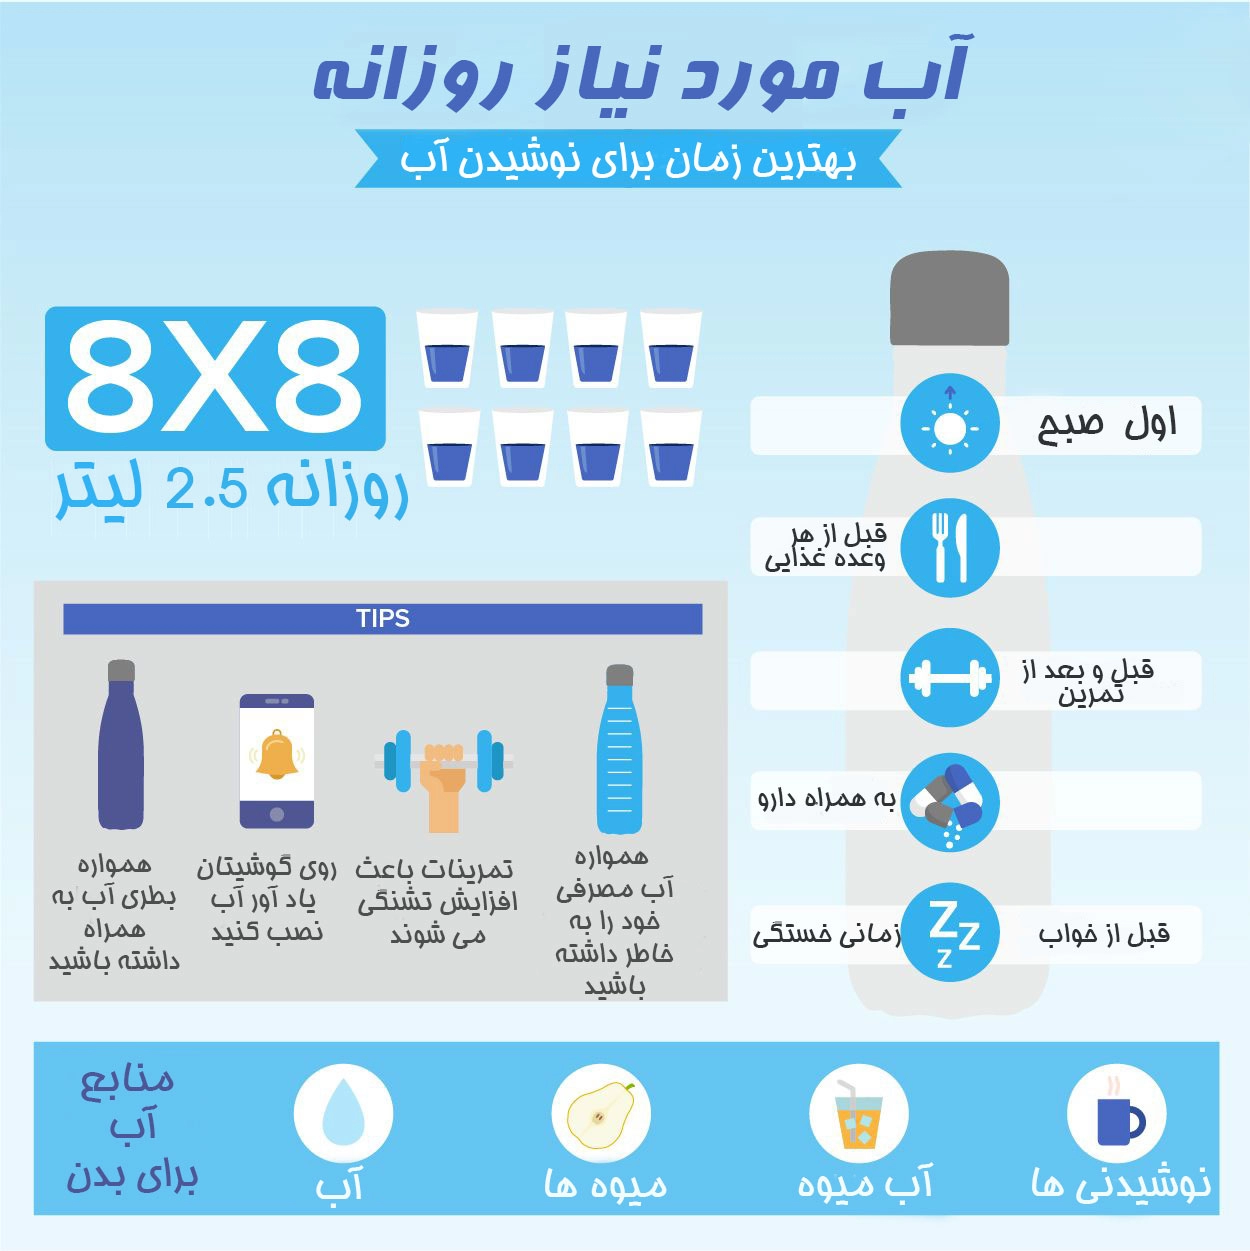 آب مورد نیاز روزانه
بهترین زمان برای نوشیدن آب
8X8
روزانه 2.5 لیتر
اول صبح
قبل از هر
وعده غذایی
قبل و بعد از
تمرین
به همراه دارو
قبل از خواب
زمانی خستگی
Zzz
TIPS
همواره
آب مصرفی
خود را به
خاطر داشته
باشید
تمرینات باعث
افزایش تشنگی
می شوند
روی گوشیتان
یاد آور آب
نصب کنید
همواره
بطری آب به
همراه
داشته باشید
منابع
آب
برای بدن
نوشیدنی ها
آب میوه
میوه ها
آب